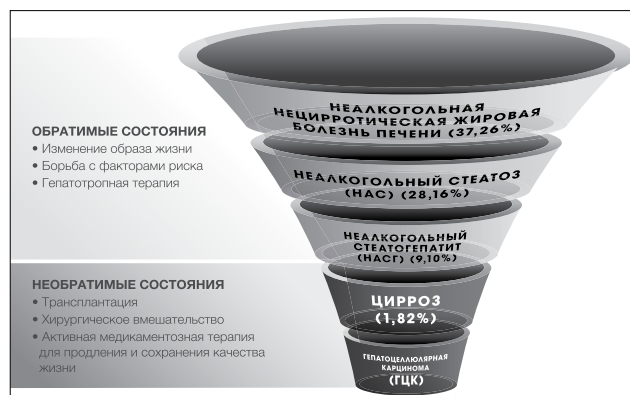 НЕАЛКОГОЛЬНАЯ
НЕЦИРРОТИЧЕСКАЯ ЖИРОВАЯ
БОЛЕЗНЬ ПЕЧЕНИ (37,26%)
НЕАЛКОГОЛЬНЫЙ СТЕАТОЗ
(НАС) (28,16%)
НЕАЛКОГОЛЬНЫЙ
СТЕАТОГЕПАТИТ
(НАСГ) (9,10%)
ЦИРРОЗ
(1,82%)
ГЕПАТОЦЕЛЛЮЛЯРНАЯ
КАРЦИНОМА
(ГЦК)
ОБРАТИМЫЕ СОСТОЯНИЯ
• Изменение образа жизни
• Борьба с факторами риска
• Гепатотропная терапия
НЕОБРАТИМЫЕ СОСТОЯНИЯ
• Трансплантация
• Хирургическое вмешательство
• Активная медикаментозная терапия
для продления и сохранения качества
жизни